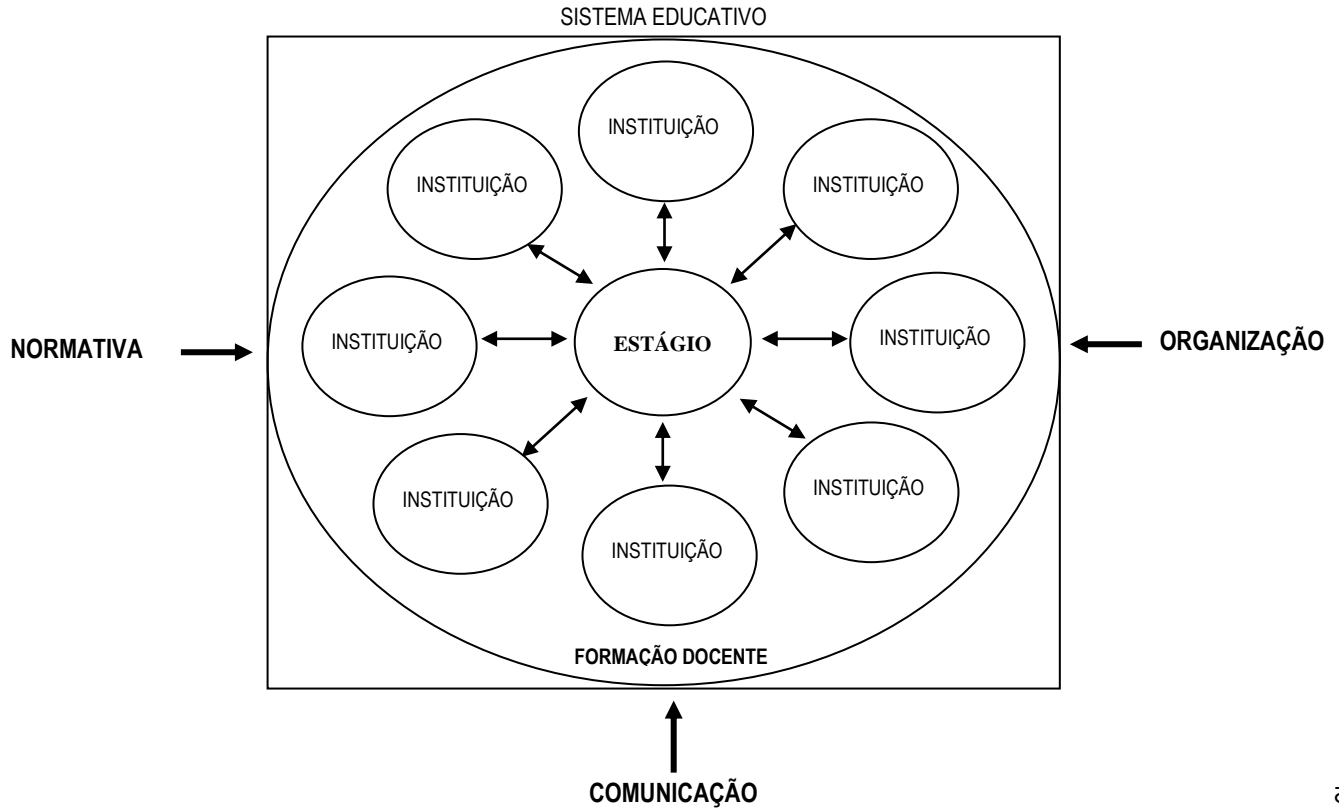 SISTEMA EDUCATIVO
INSTITUIÇÃO
INSTITUIÇÃO
INSTITUIÇÃO
INSTITUIÇÃO
ESTÁGIO
INSTITUIÇÃO
NORMATIVA
ORGANIZAÇÃO
INSTITUIÇÃO
INSTITUIÇÃO
INSTITUIÇÃO
FORMAÇÃO DOCENTE
COMUNICAÇÃO